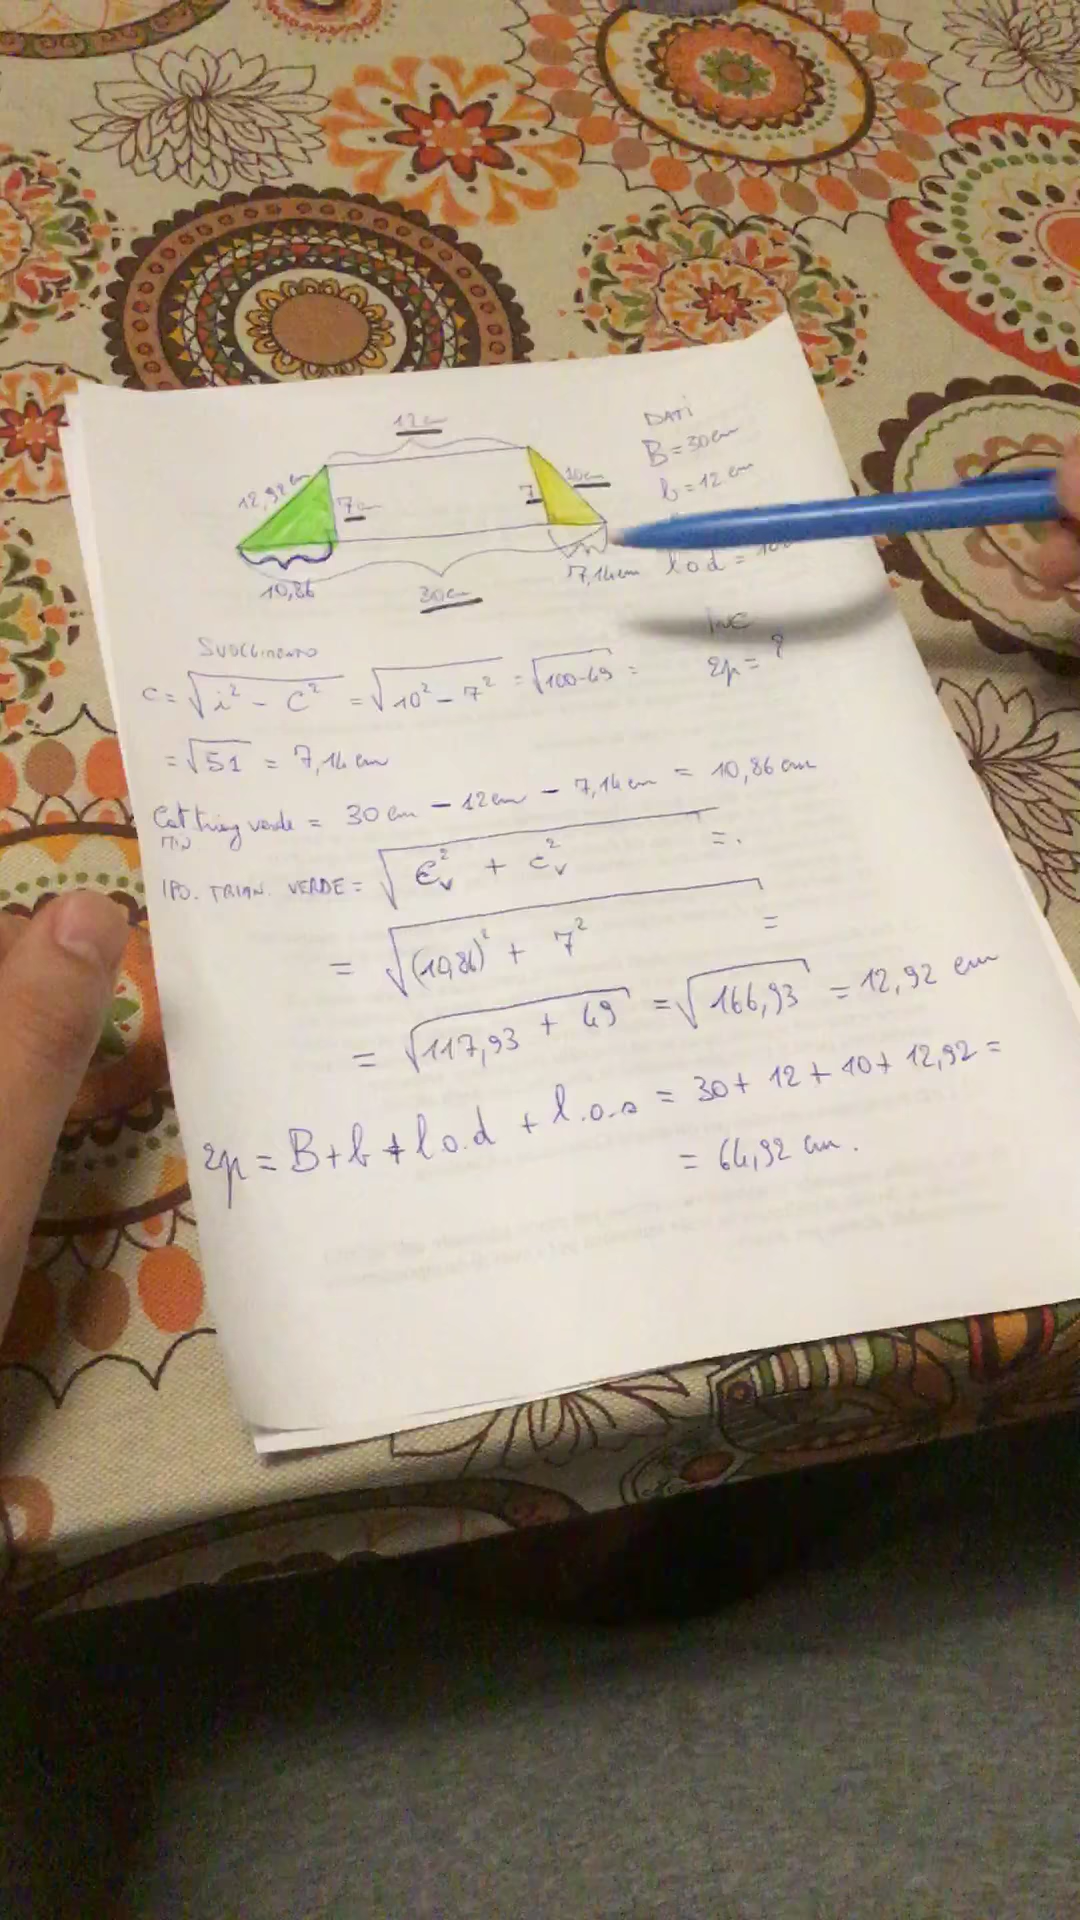 12cm
DATI
B = 30cm
b = 12 cm
12,92cm
7cm
7
10cm
l o d =
10,86
30cm
7,14cm
INC
2p = ?
SVOLGIMENTO
C = √i² - C² = √10² - 7² = √100-49 =
= √51 = 7,14 cm
Cat triang verde = 30 cm - 12 cm - 7,14 cm = 10,86 cm
MIN
IPO. TRIAN. VERDE = √C²v + c²v =
= √(10,86)² + 7² =
= √117,93 + 49 = √166,93 = 12,92 cm
2p = B + b + l o.d + l.o.s = 30 + 12 + 10 + 12,92 =
= 64,92 cm.